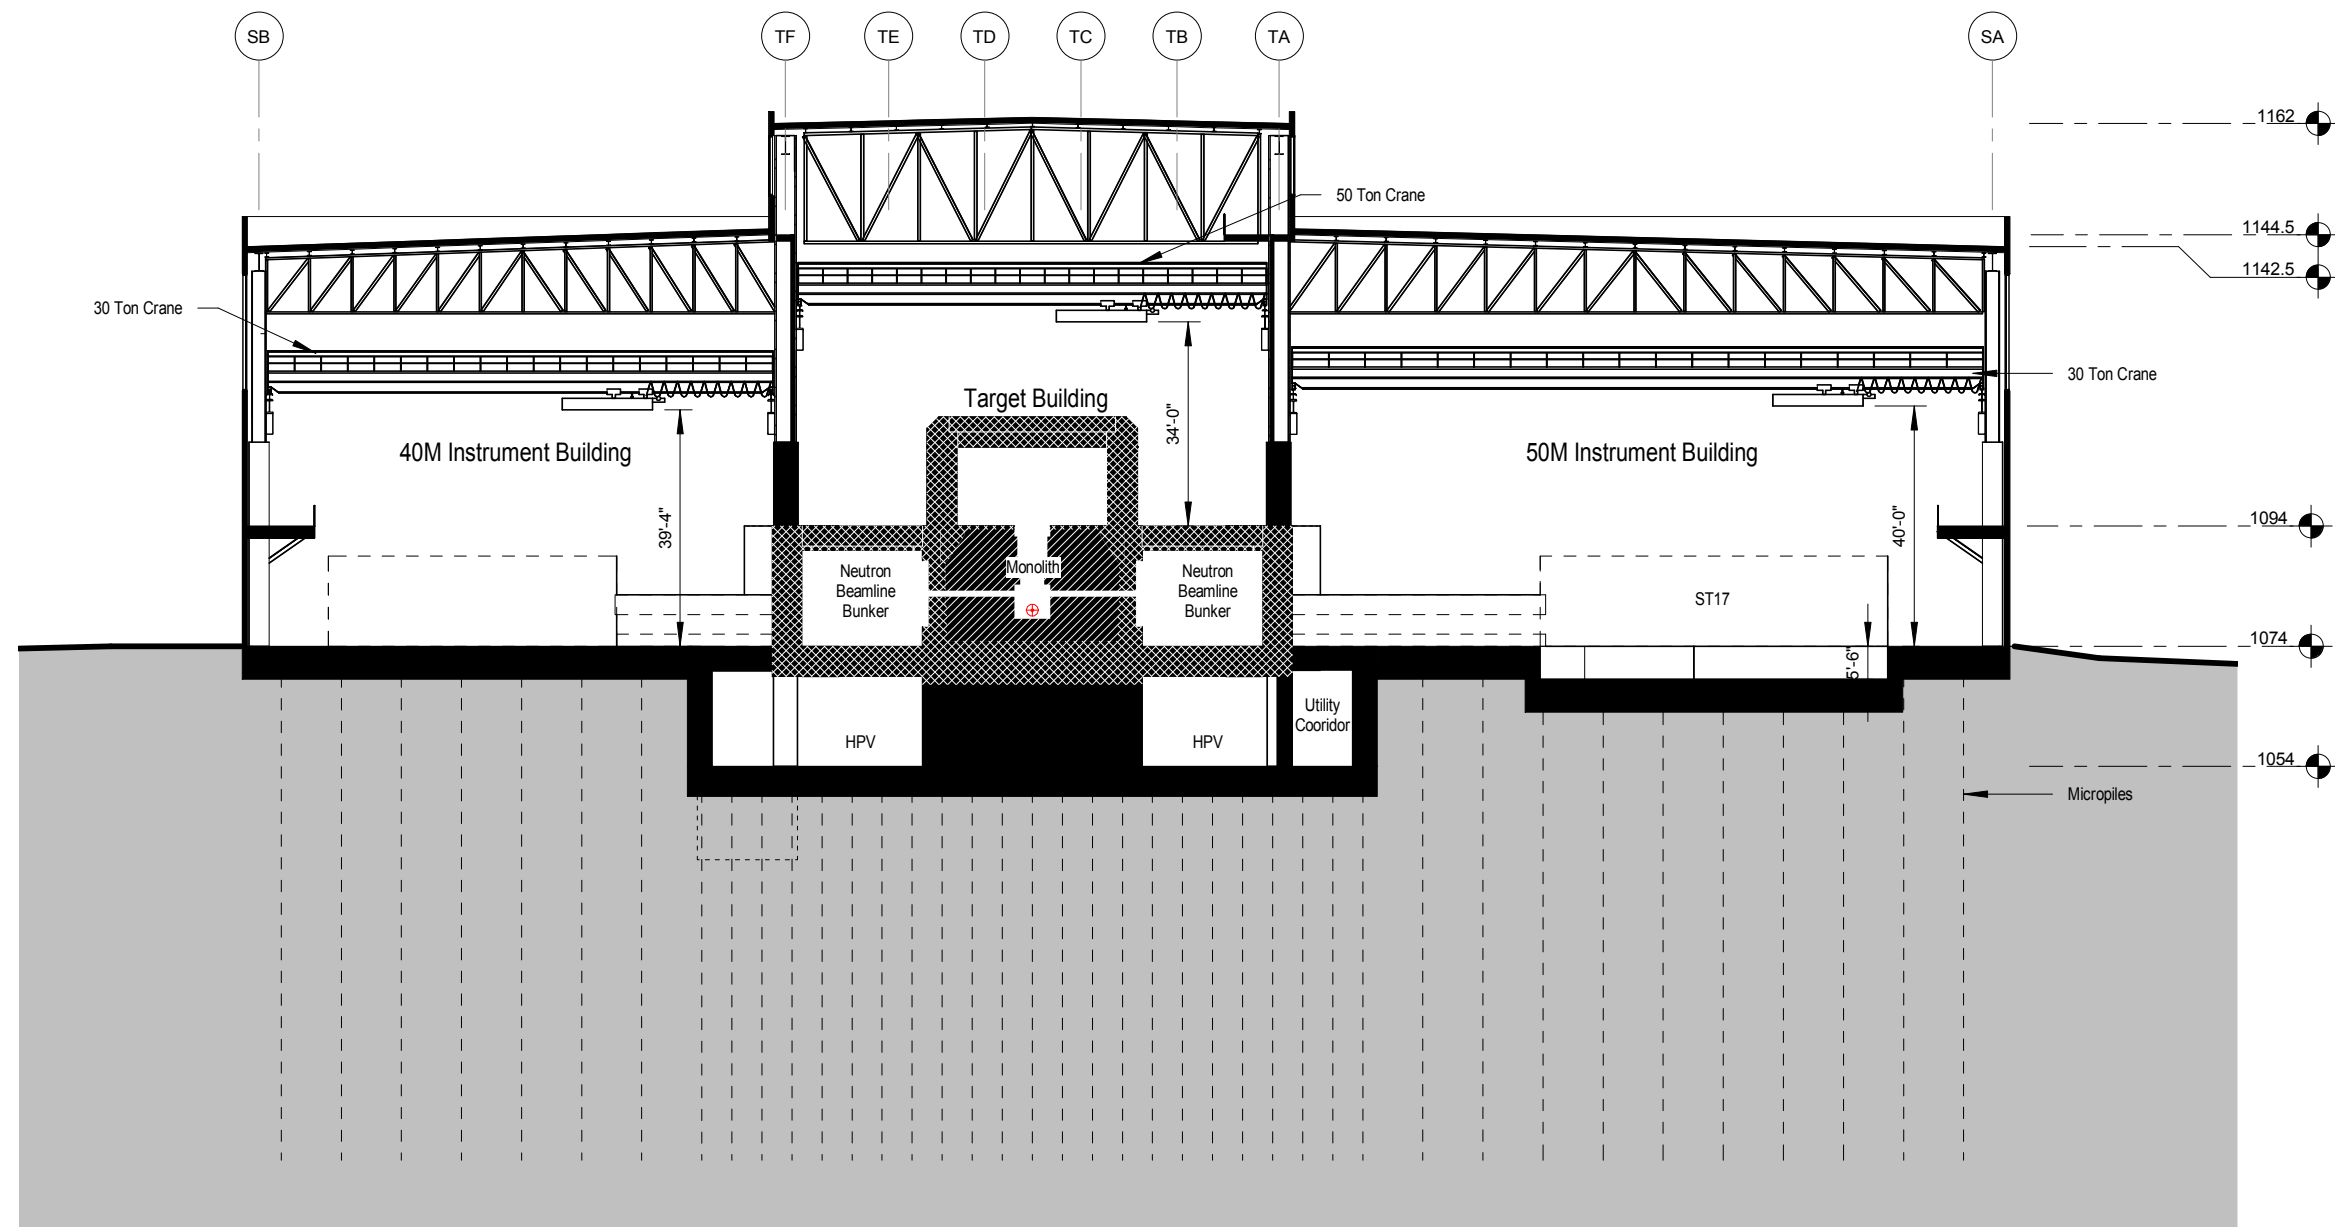 SB
TF
TE
TD
TC
TB
TA
SA
1162
50 Ton Crane
1144.5
1142.5
30 Ton Crane
30 Ton Crane
Target Building
34'-0"
40M Instrument Building
50M Instrument Building
39'-4"
40'-0"
1094
Neutron
Beamline
Bunker
Monolith
Neutron
Beamline
Bunker
ST17
1074
5'-6"
Utility
Cooridor
HPV
HPV
1054
Micropiles